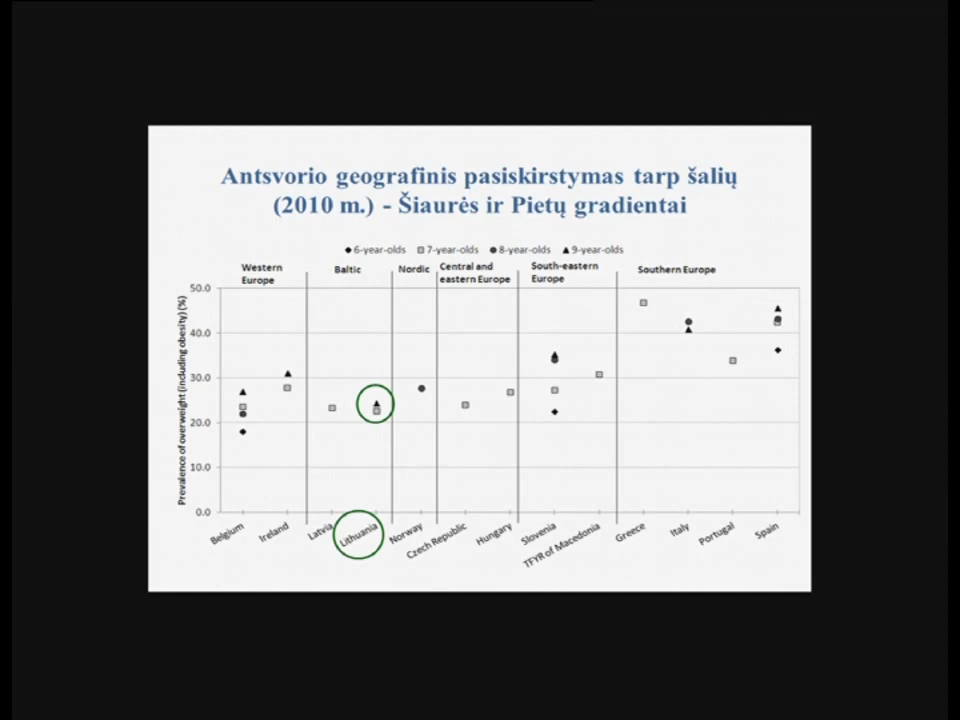 Antsvorio geografinis pasiskirstymas tarp šalių
(2010 m.) - Šiaurės ir Pietų gradientai
6-year-olds 7-year-olds 8-year-olds 9-year-olds
Western Europe
Baltic
Nordic
Central and eastern Europe
South-eastern Europe
Southern Europe
Prevalence of overweight (including obesity) (%)
50.0
40.0
30.0
20.0
10.0
0.0
Belgium
Ireland
Latvia
Lithuania
Norway
Czech Republic
Hungary
Slovenia
TFYR of Macedonia
Greece
Italy
Portugal
Spain